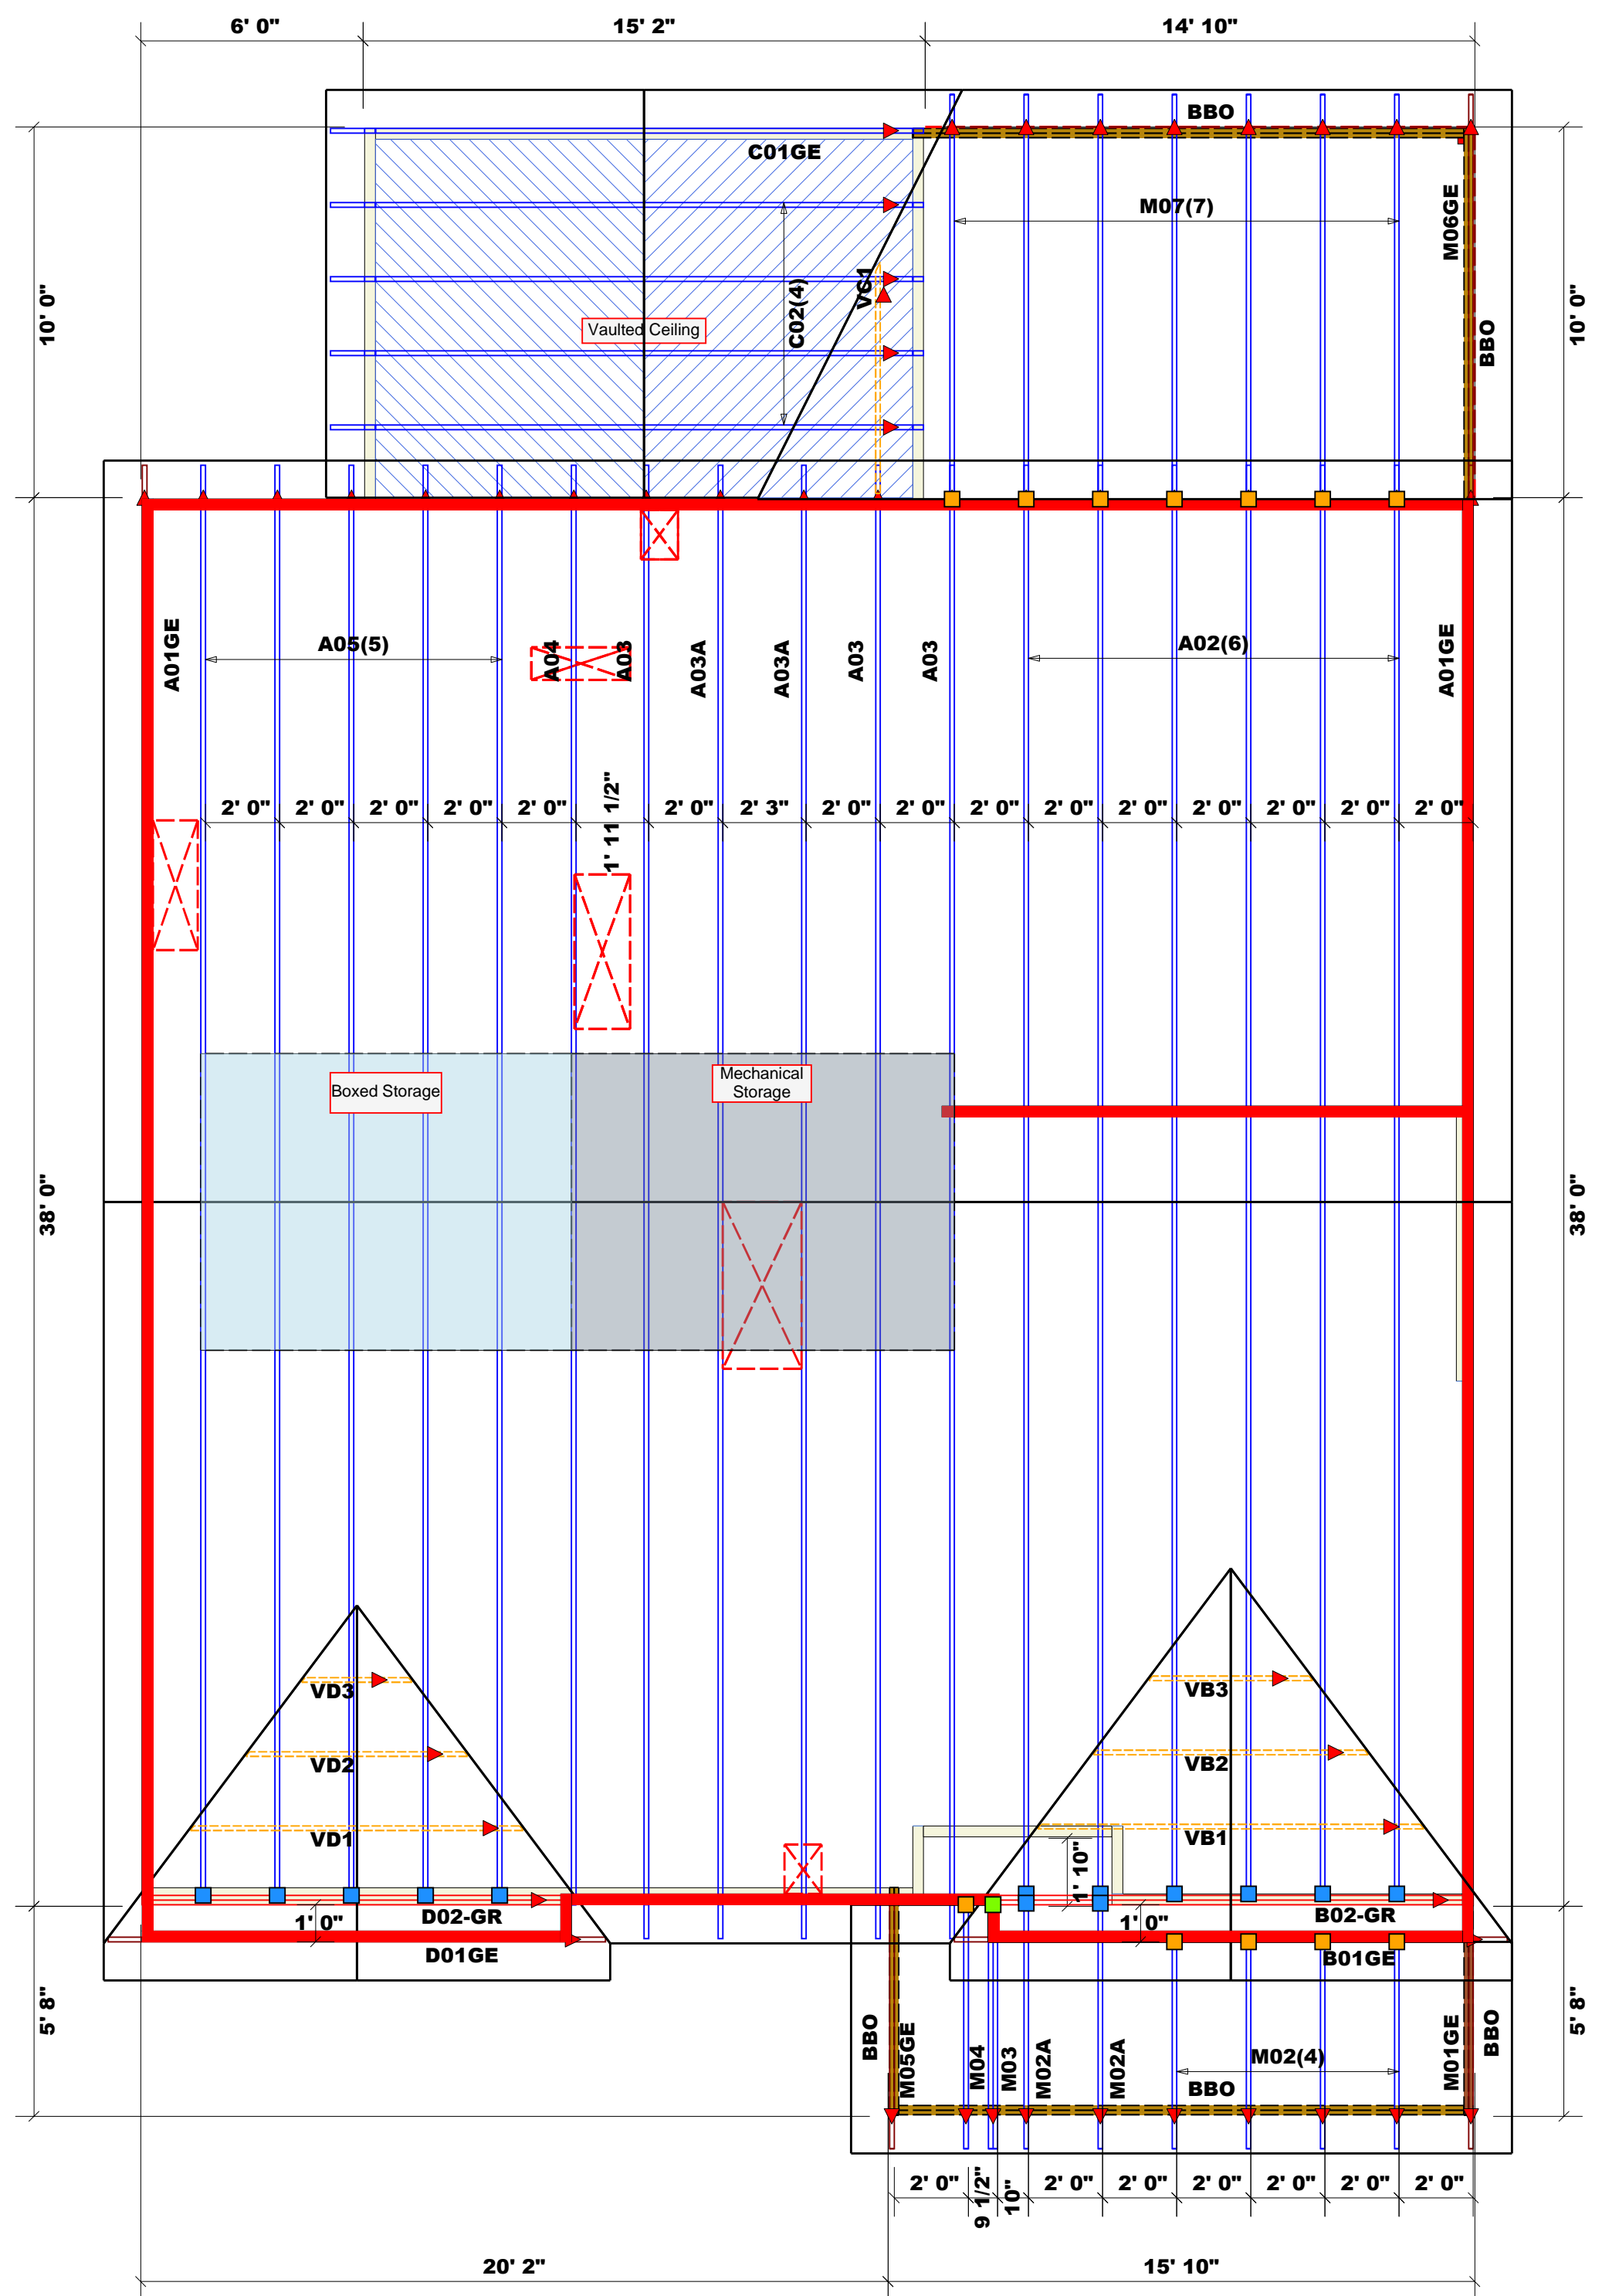 6' 0"
15' 2"
14' 10"
BBO
C01GE
M07(7)
M06GE
VC1
C02(4)
Vaulted Ceiling
10' 0"
10' 0"
BBO
A01GE
A05(5)
A04
A03
A03A
A03A
A03
A03
A02(6)
A01GE
2' 0"
2' 0"
2' 0"
2' 0"
2' 0"
1' 11 1/2"
2' 0"
2' 3"
2' 0"
2' 0"
2' 0"
2' 0"
2' 0"
2' 0"
2' 0"
2' 0"
2' 0"
Boxed Storage
Mechanical
Storage
38' 0"
38' 0"
VD3
VD2
VD1
VB3
VB2
VB1
1' 10"
1' 0"
D02-GR
D01GE
1' 0"
B02-GR
B01GE
5' 8"
5' 8"
BBO
M05GE
M04
M03
M02A
M02A
M02(4)
BBO
M01GE
BBO
2' 0"
9 1/2"
10"
2' 0"
2' 0"
2' 0"
2' 0"
2' 0"
2' 0"
20' 2"
15' 10"